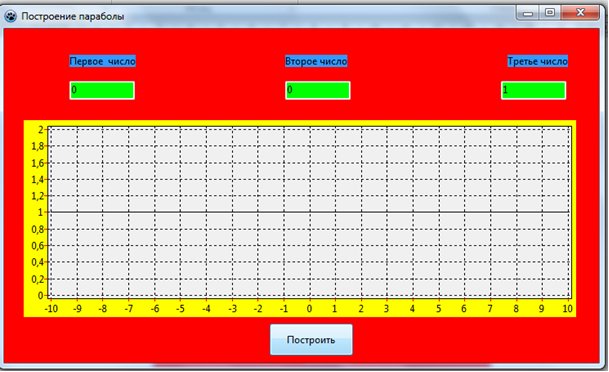 Построение параболы
Первое число Второе число Третье число
0 0 1
2
1,8
1,6
1,4
1,2
1
0,8
0,6
0,4
0,2
0
-10 -9 -8 -7 -6 -5 -4 -3 -2 -1 0 1 2 3 4 5 6 7 8 9 10
Построить